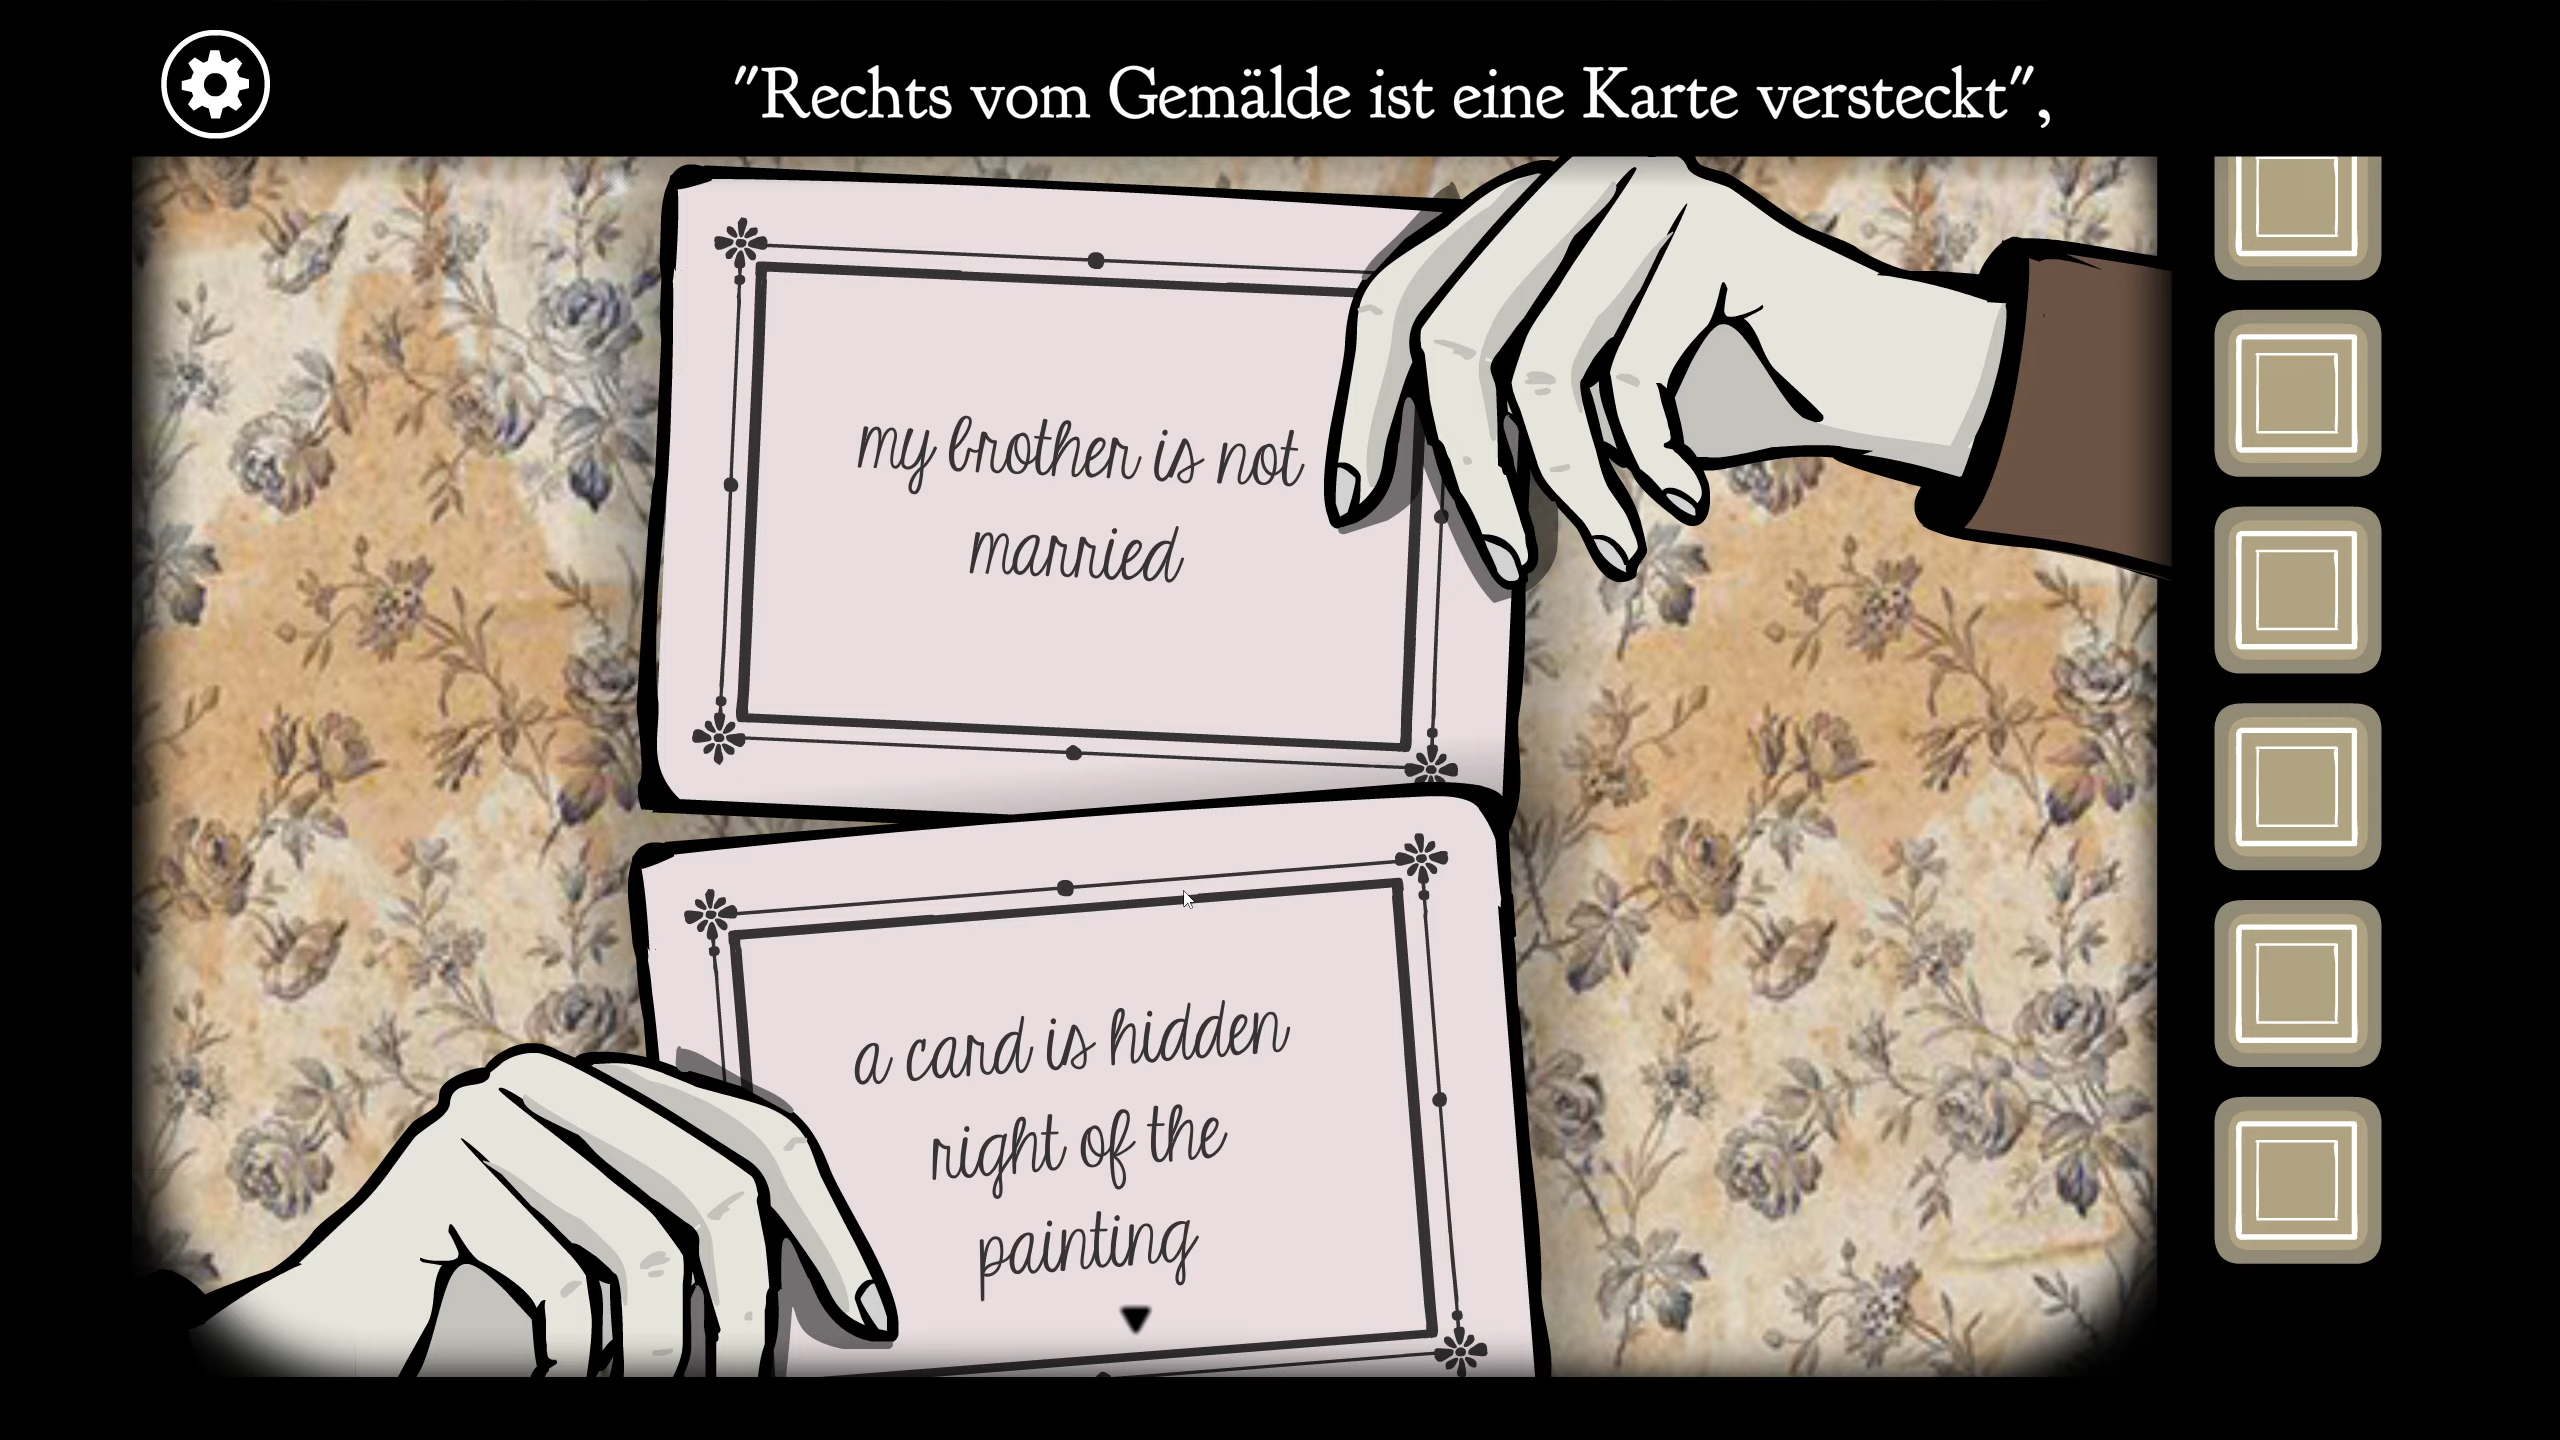 "Rechts vom Gemälde ist eine Karte versteckt",
my brother is not
married
a card is hidden
right of the
painting